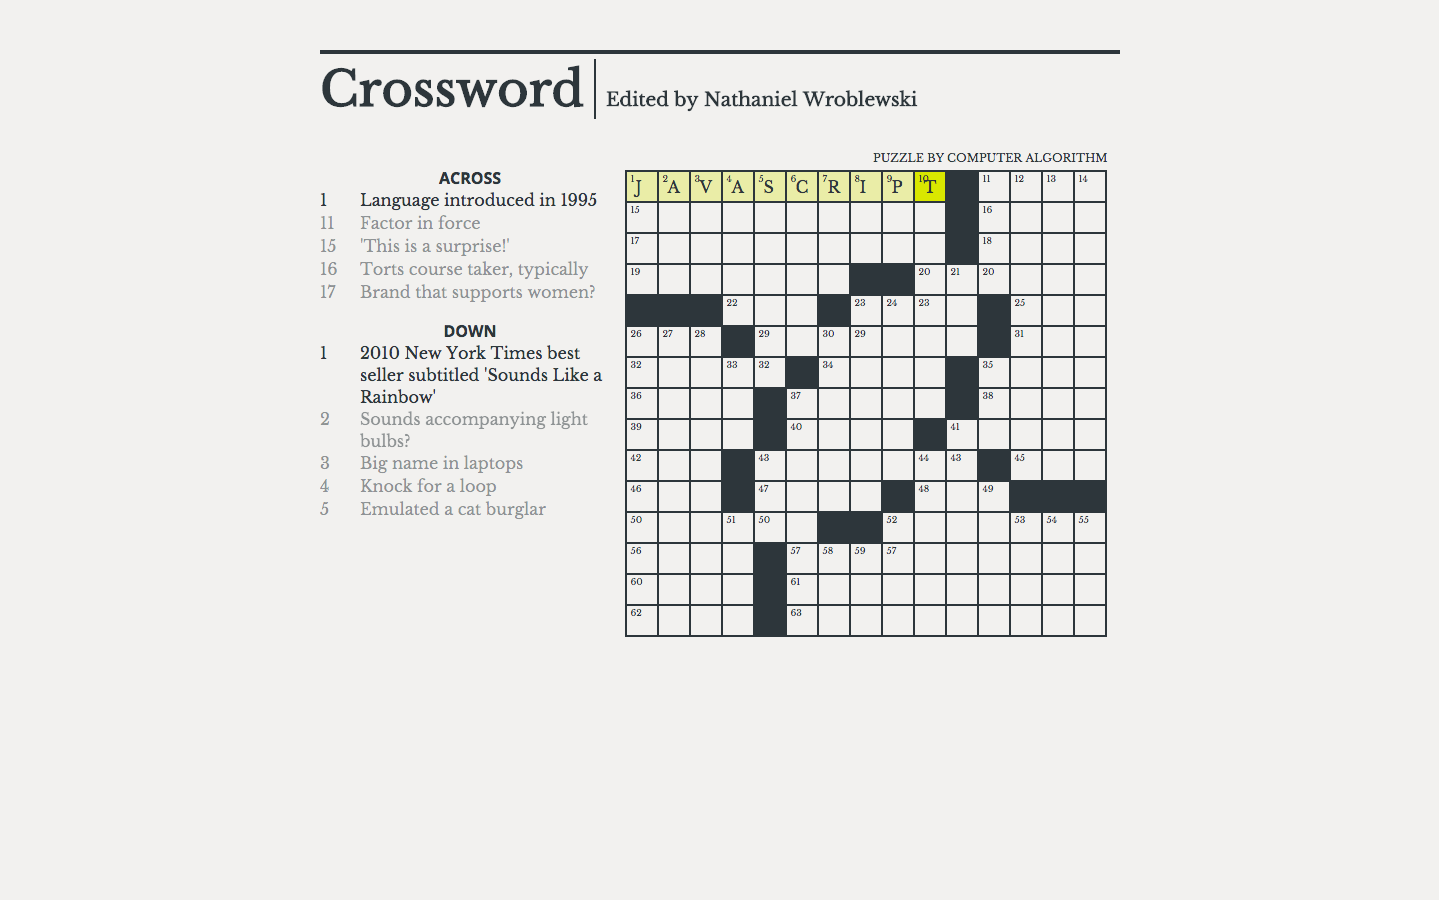 Crossword
Edited by Nathaniel Wroblewski
PUZZLE BY COMPUTER ALGORITHM
ACROSS
1 Language introduced in 1995
11 Factor in force
15 'This is a surprise!'
16 Torts course taker, typically
17 Brand that supports women?
DOWN
1 2010 New York Times best
seller subtitled 'Sounds Like a
Rainbow'
2 Sounds accompanying light
bulbs?
3 Big name in laptops
4 Knock for a loop
5 Emulated a cat burglar
1 2 3 4 5 6 7 8 9 10 11 12 13 14
J A V A S C R I P T
15 16
17 18
19 20 21 20
22 23 24 23 25
26 27 28 29 30 29 31
32 33 32 34 35
36 37 38
39 40 41
42 43 44 43 45
46 47 48 49
50 51 50 52 53 54 55
56 57 58 59 57
60 61
62 63